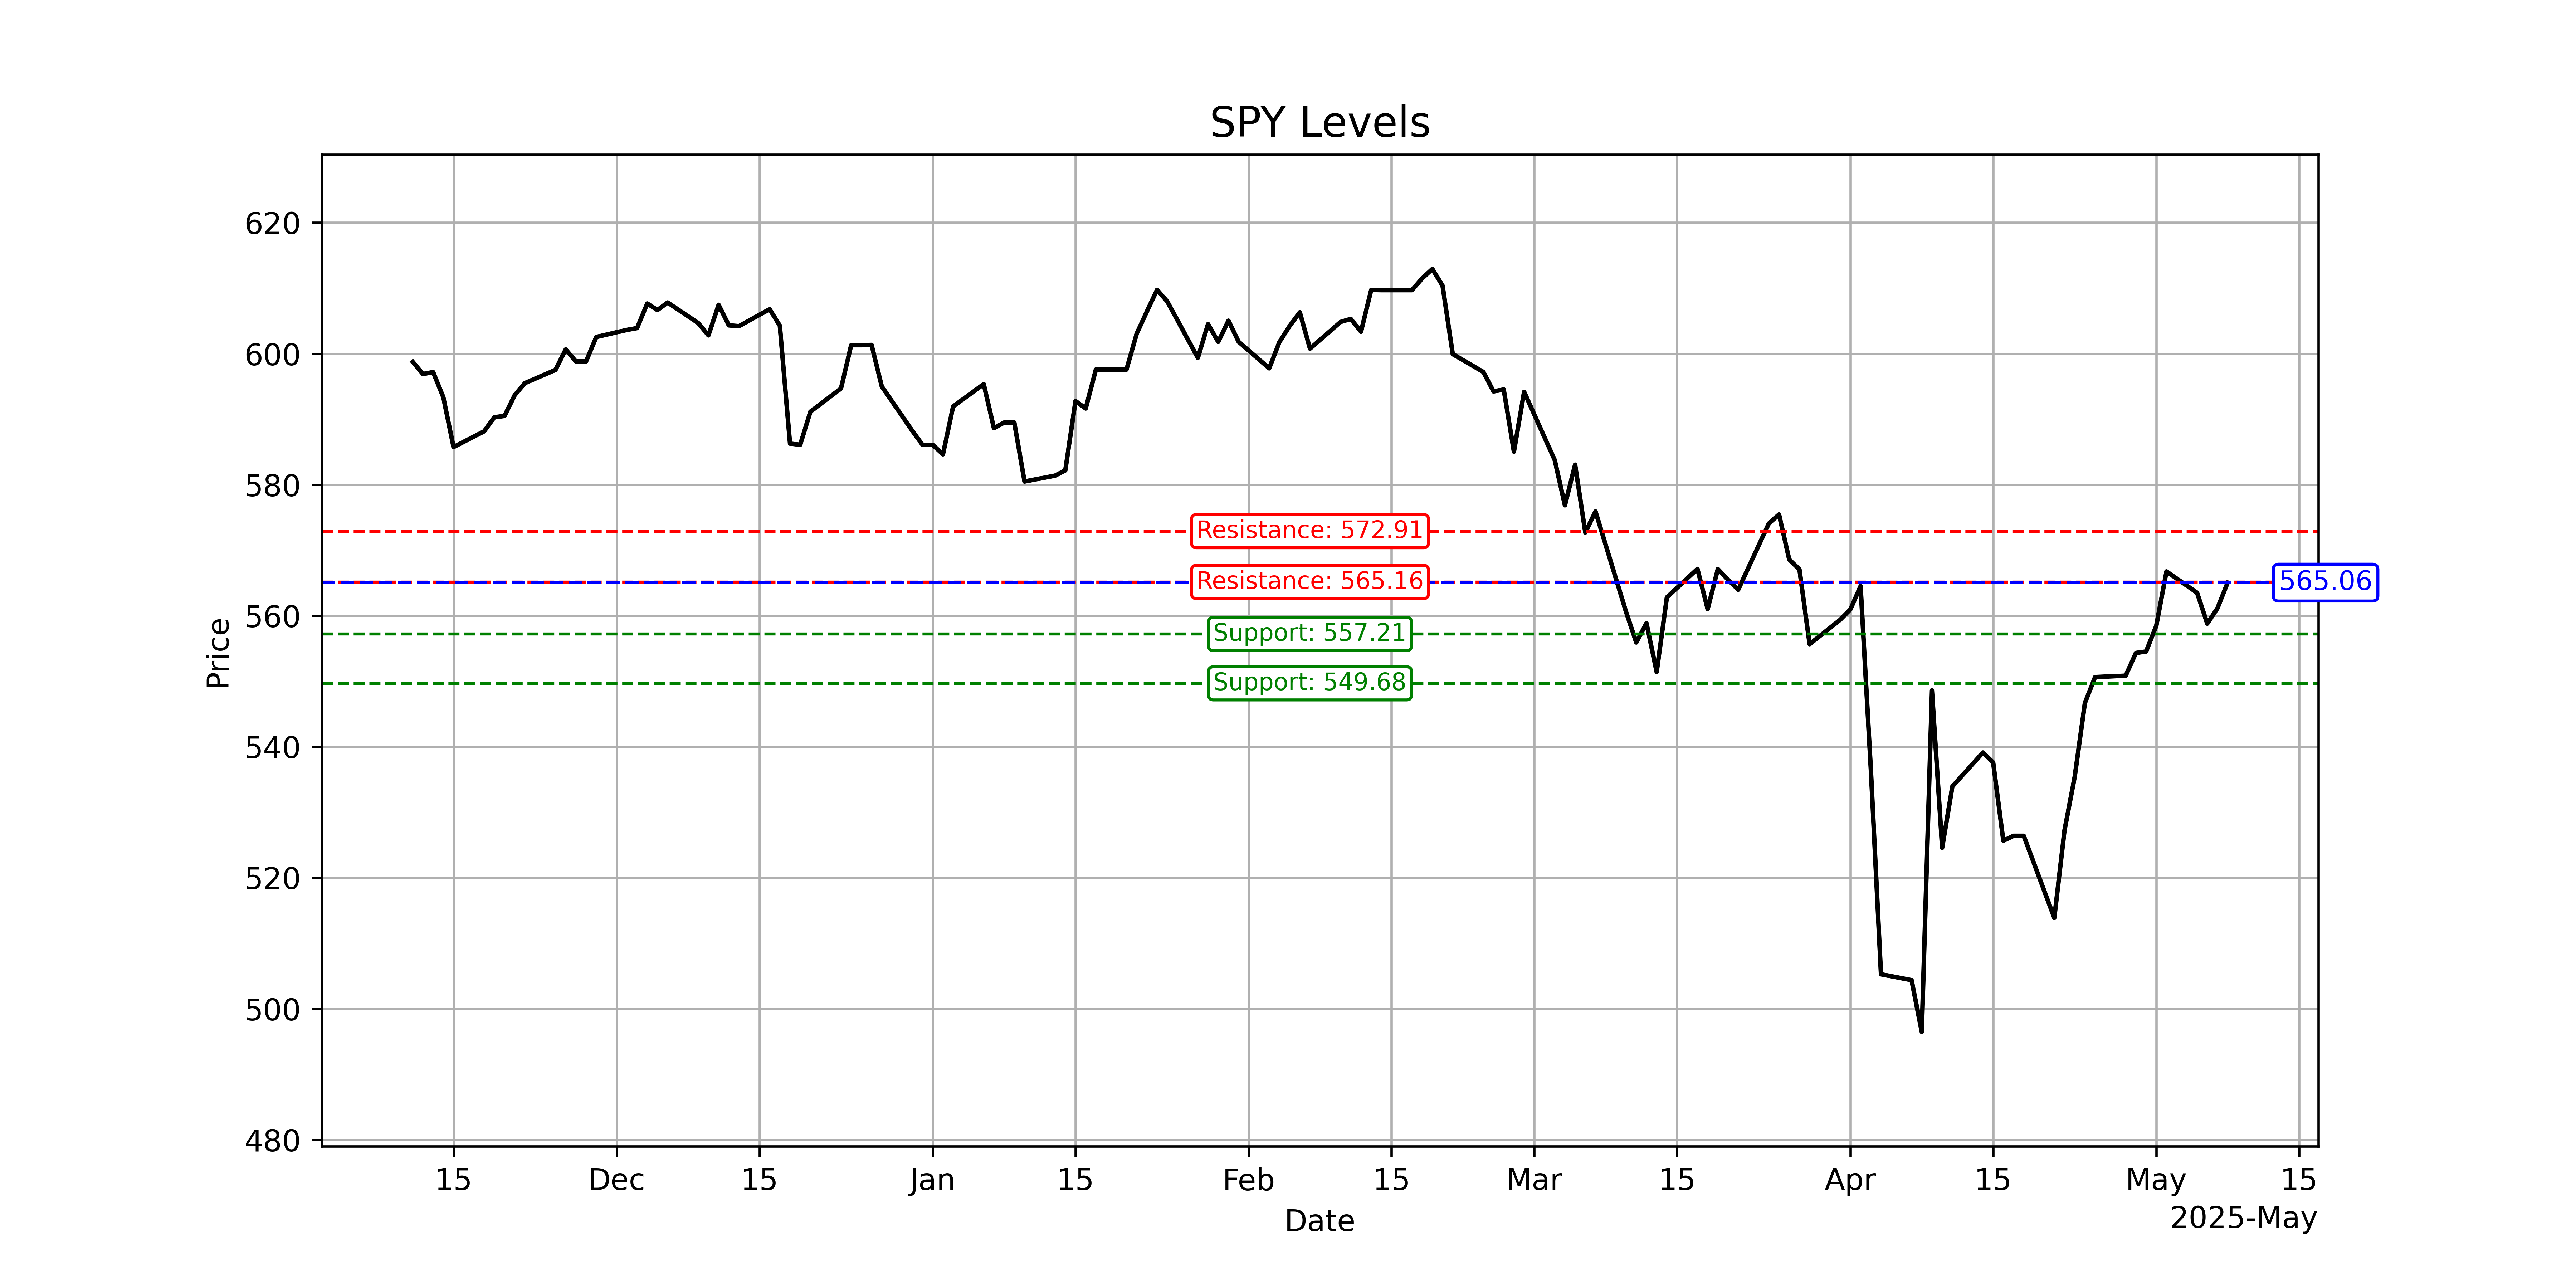 SPY Levels
Price
620
600
580
560
540
520
500
480
Resistance: 572.91
Resistance: 565.16
565.06
Support: 557.21
Support: 549.68
15 Dec 15 Jan 15 Feb 15 Mar 15 Apr 15 May 15
Date
2025-May